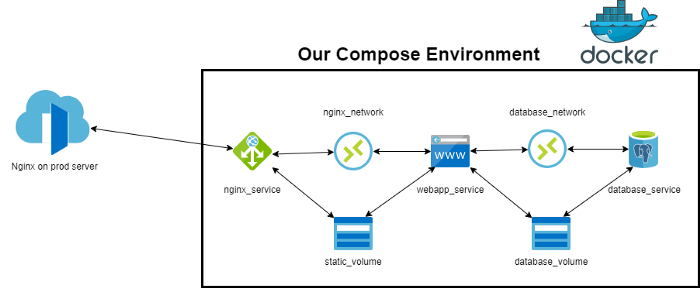 docker
Our Compose Environment
nginx_network
database_network
Nginx on prod server
www
nginx_service
webapp_service
database_service
static_volume
database_volume